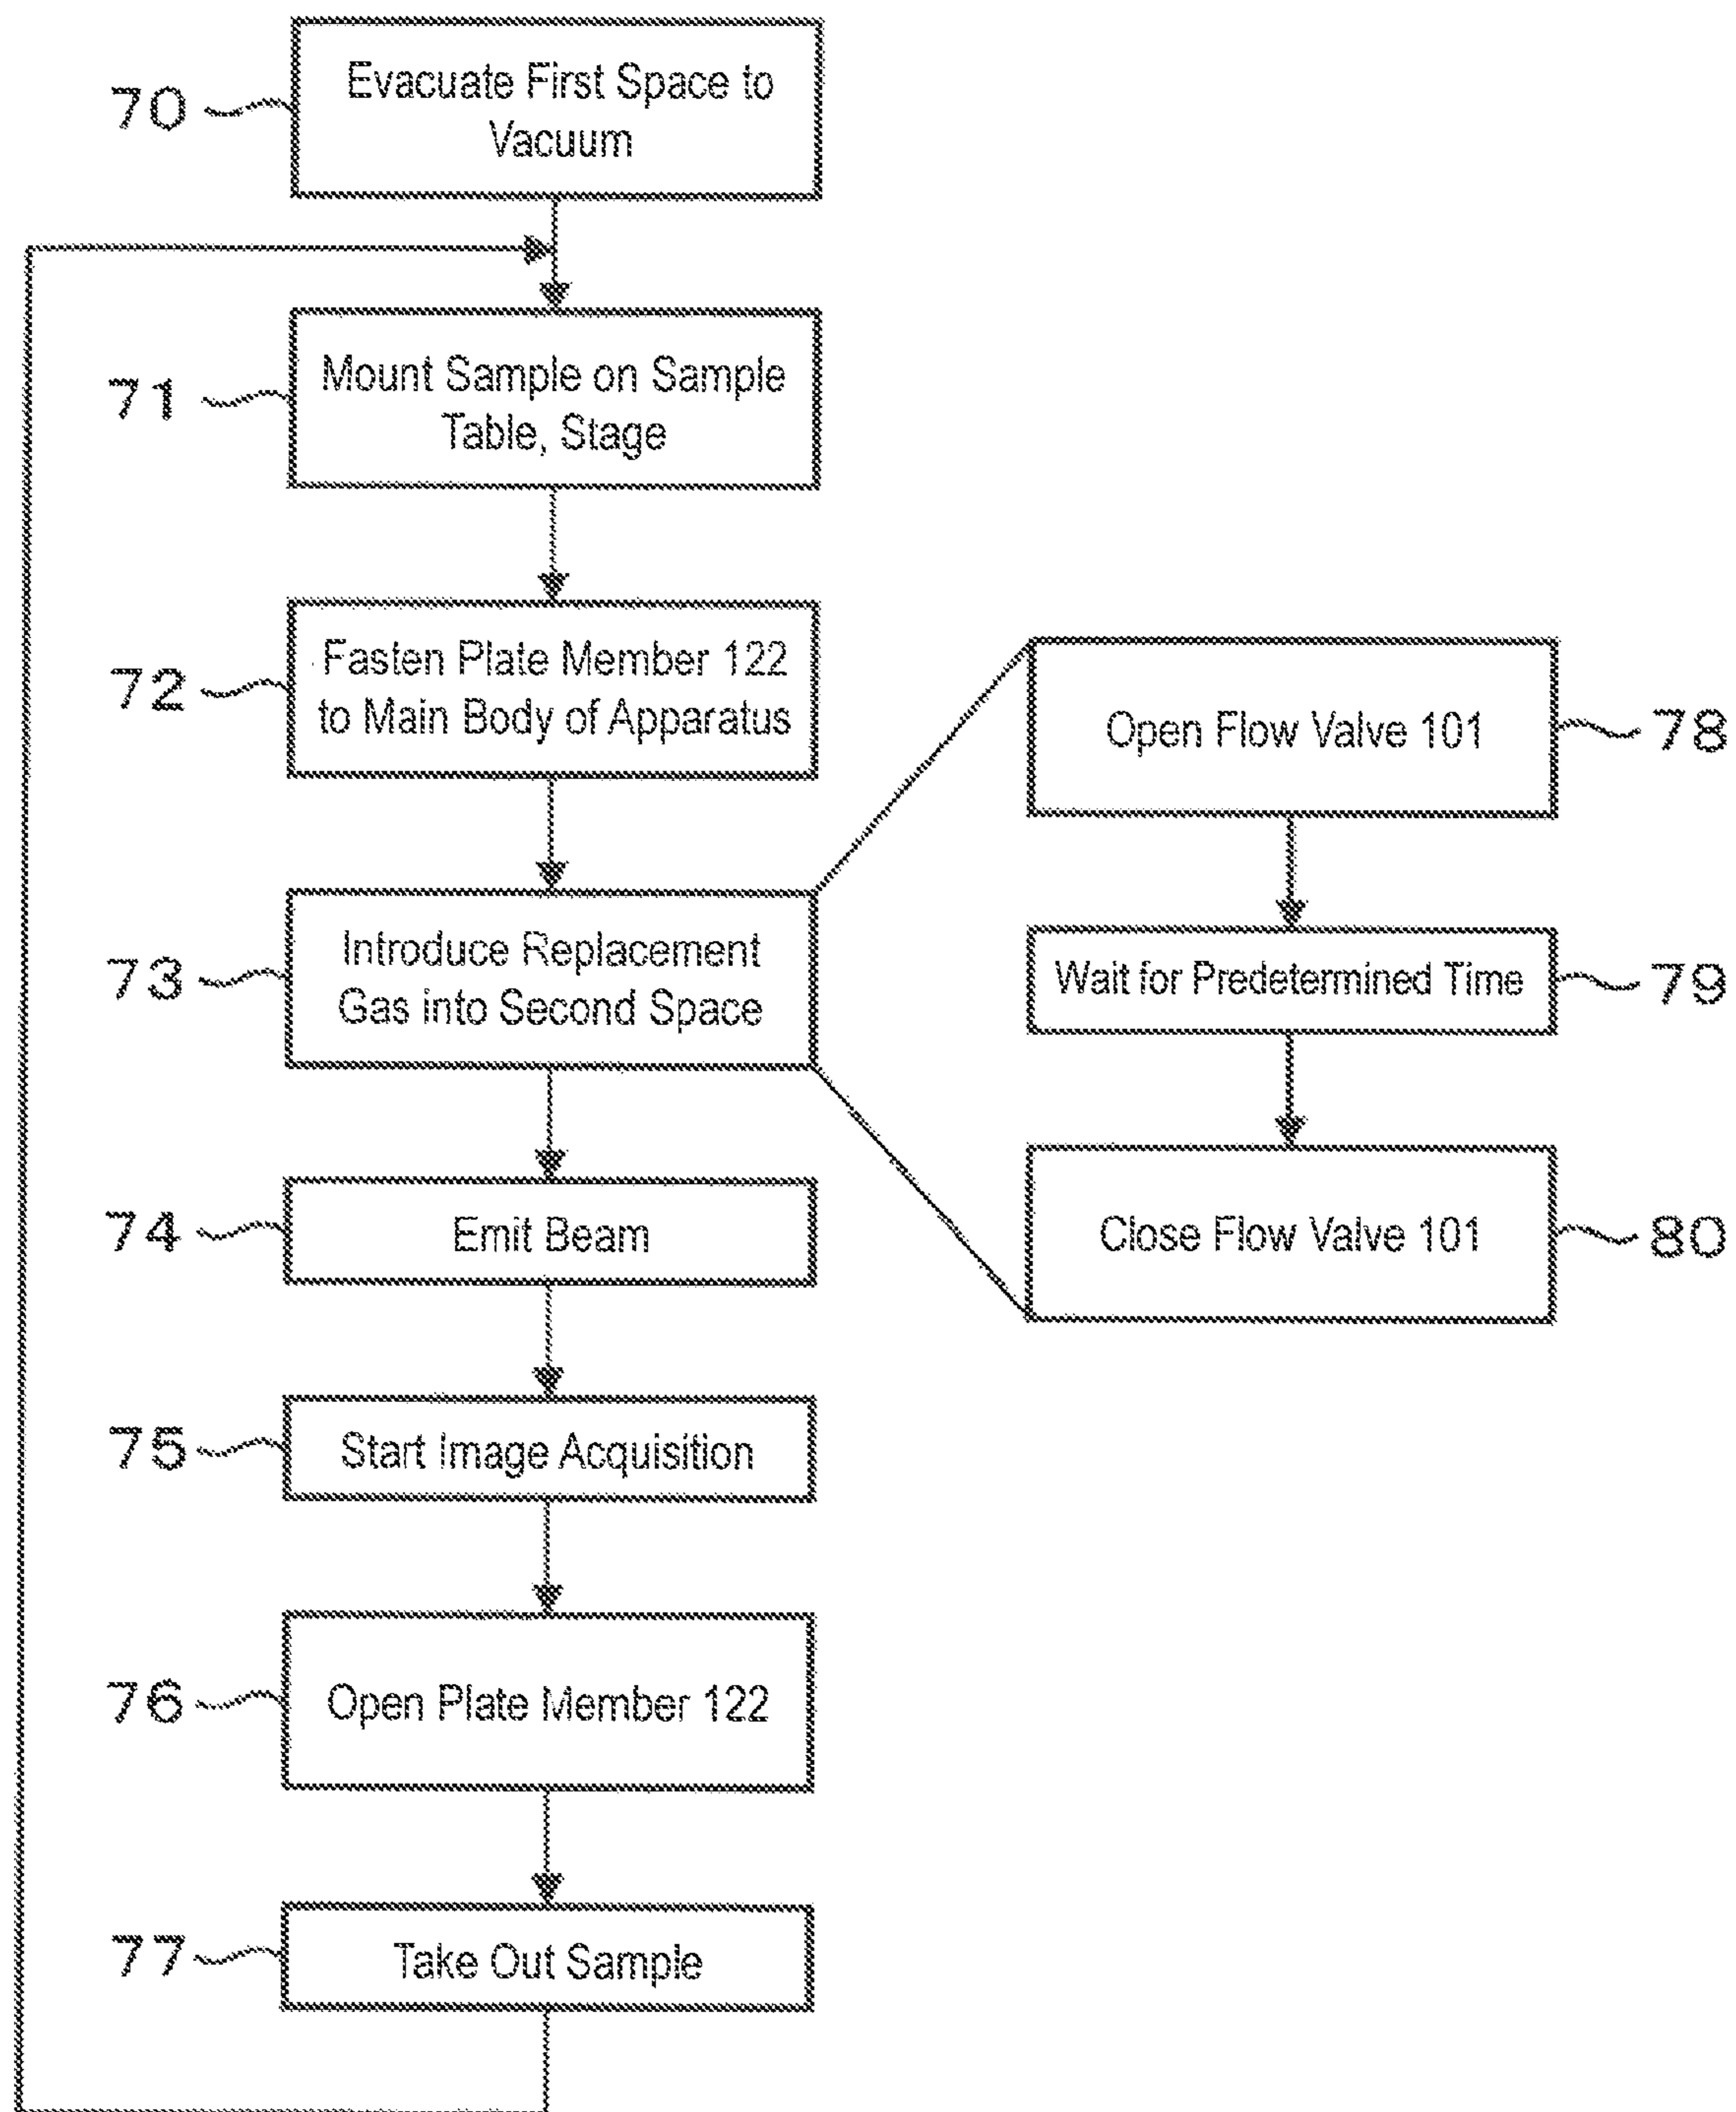 70
Evacuate First Space to
Vacuum
71
Mount Sample on Sample
Table, Stage
72
Fasten Plate Member 122
to Main Body of Apparatus
73
Introduce Replacement
Gas into Second Space
74
Emit Beam
75
Start Image Acquisition
76
Open Plate Member 122
77
Take Out Sample
Open Flow Valve 101
78
Wait for Predetermined Time
79
Close Flow Valve 101
80